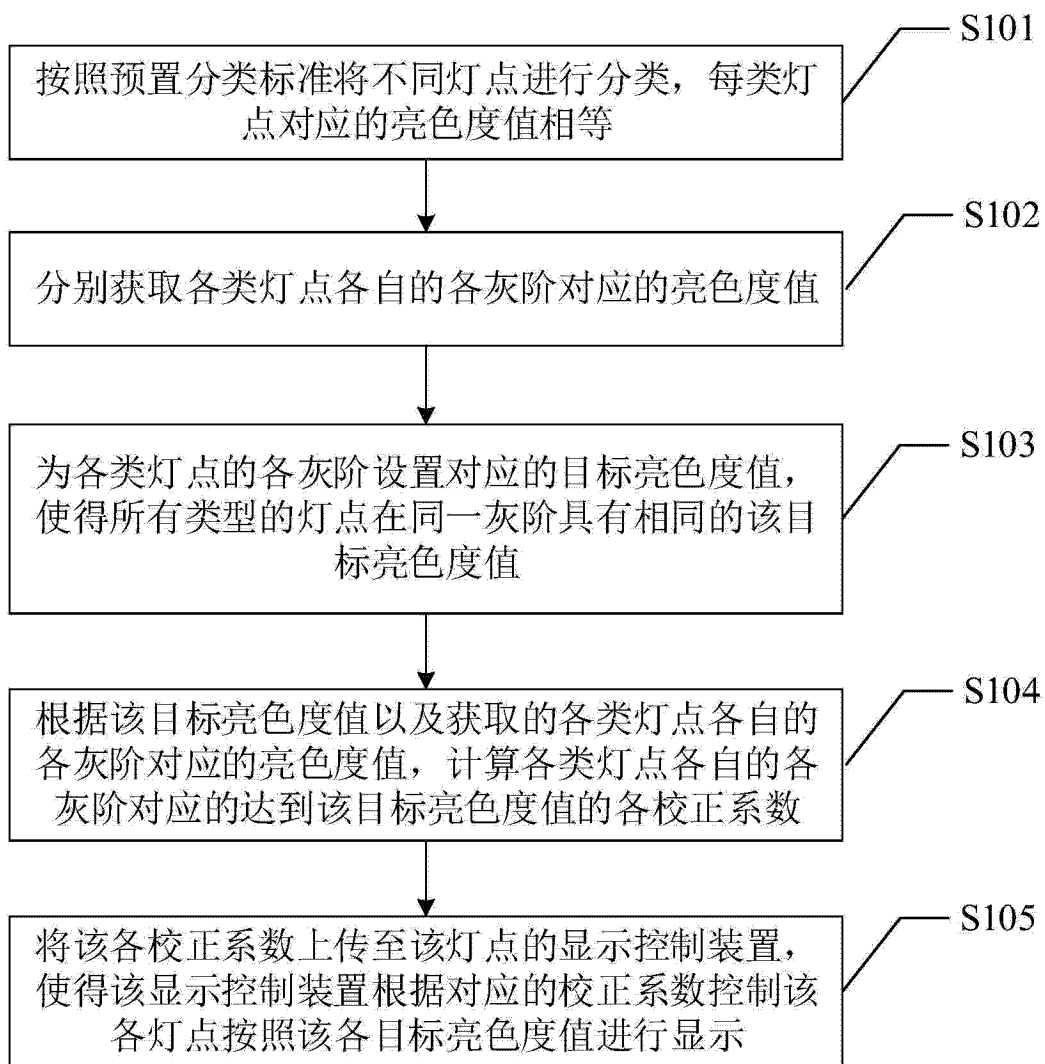 S101
按照预置分类标准将不同灯点进行分类，每类灯
点对应的亮色度值相等
S102
分别获取各类灯点各自的各灰阶对应的亮色度值
S103
为各类灯点的各灰阶设置对应的目标亮色度值，
使得所有类型的灯点在同一灰阶具有相同的该目
标亮色度值
S104
根据该目标亮色度值以及获取的各类灯点各自的
各灰阶对应的亮色度值，计算各类灯点各自的各
灰阶对应的达到该目标亮色度值的各校正系数
S105
将该各校正系数上传至该灯点的显示控制装置，
使得该显示控制装置根据对应的校正系数控制该
各灯点按照该各目标亮色度值进行显示